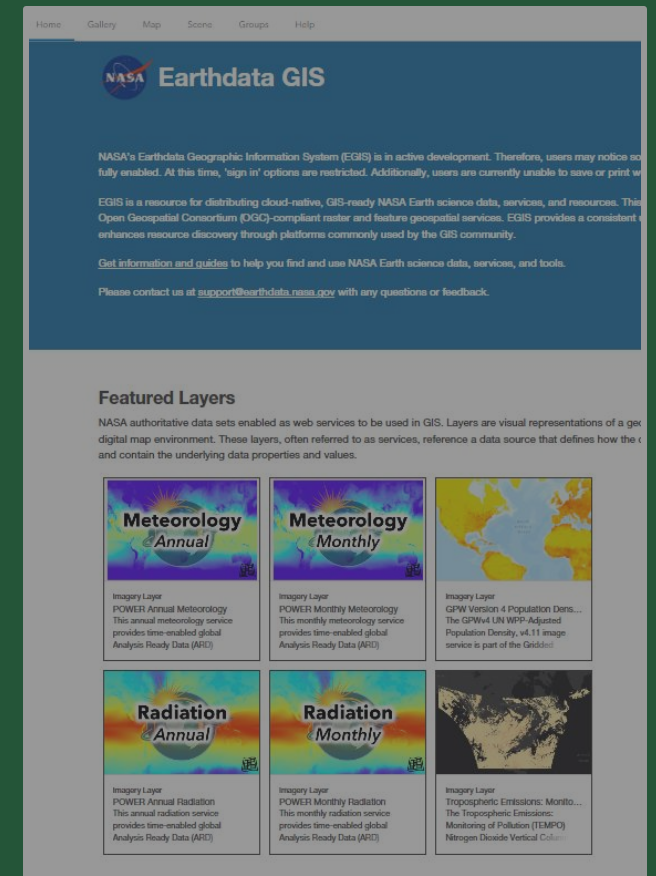 Home Gallery Map Scene Groups Help
NASA Earthdata GIS
NASA's Earthdata Geographic Information System (EGIS) is in active development. Therefore, users may notice so
fully enabled. At this time, 'sign in' options are restricted. Additionally, users are currently unable to save or print w
EGIS is a resource for distributing cloud-native, GIS-ready NASA Earth science data, services, and resources. This
Open Geospatial Consortium (OGC)-compliant raster and feature geospatial services. EGIS provides a consistent
enhances resource discovery through platforms commonly used by the GIS community.
Get information and guides to help you find and use NASA Earth science data, services, and tools.
Please contact us at support@earthdata.nasa.gov with any questions or feedback.
Featured Layers
NASA authoritative data sets enabled as web services to be used in GIS. Layers are visual representations of a geo
digital map environment. These layers, often referred to as services, reference a data source that defines how the
and contain the underlying data properties and values.
Meteorology
Annual
Imagery Layer
POWER Annual Meteorology
This annual meteorology service
provides time-enabled global
Analysis Ready Data (ARD)
Meteorology
Monthly
Imagery Layer
POWER Monthly Meteorology
This monthly meteorology service
provides time-enabled global
Analysis Ready Data (ARD)
Imagery Layer
GPW Version 4 Population Dens...
The GPWv4 UN WPP-Adjusted
Population Density, v4.11 image
service is part of the Gridded
Radiation
Annual
Imagery Layer
POWER Annual Radiation
This annual radiation service
provides time-enabled global
Analysis Ready Data (ARD)
Radiation
Monthly
Imagery Layer
POWER Monthly Radiation
This monthly radiation service
provides time-enabled global
Analysis Ready Data (ARD)
Imagery Layer
Tropospheric Emissions: Monito...
The Tropospheric Emissions:
Monitoring of Pollution (TEMPO)
Nitrogen Dioxide Vertical Column